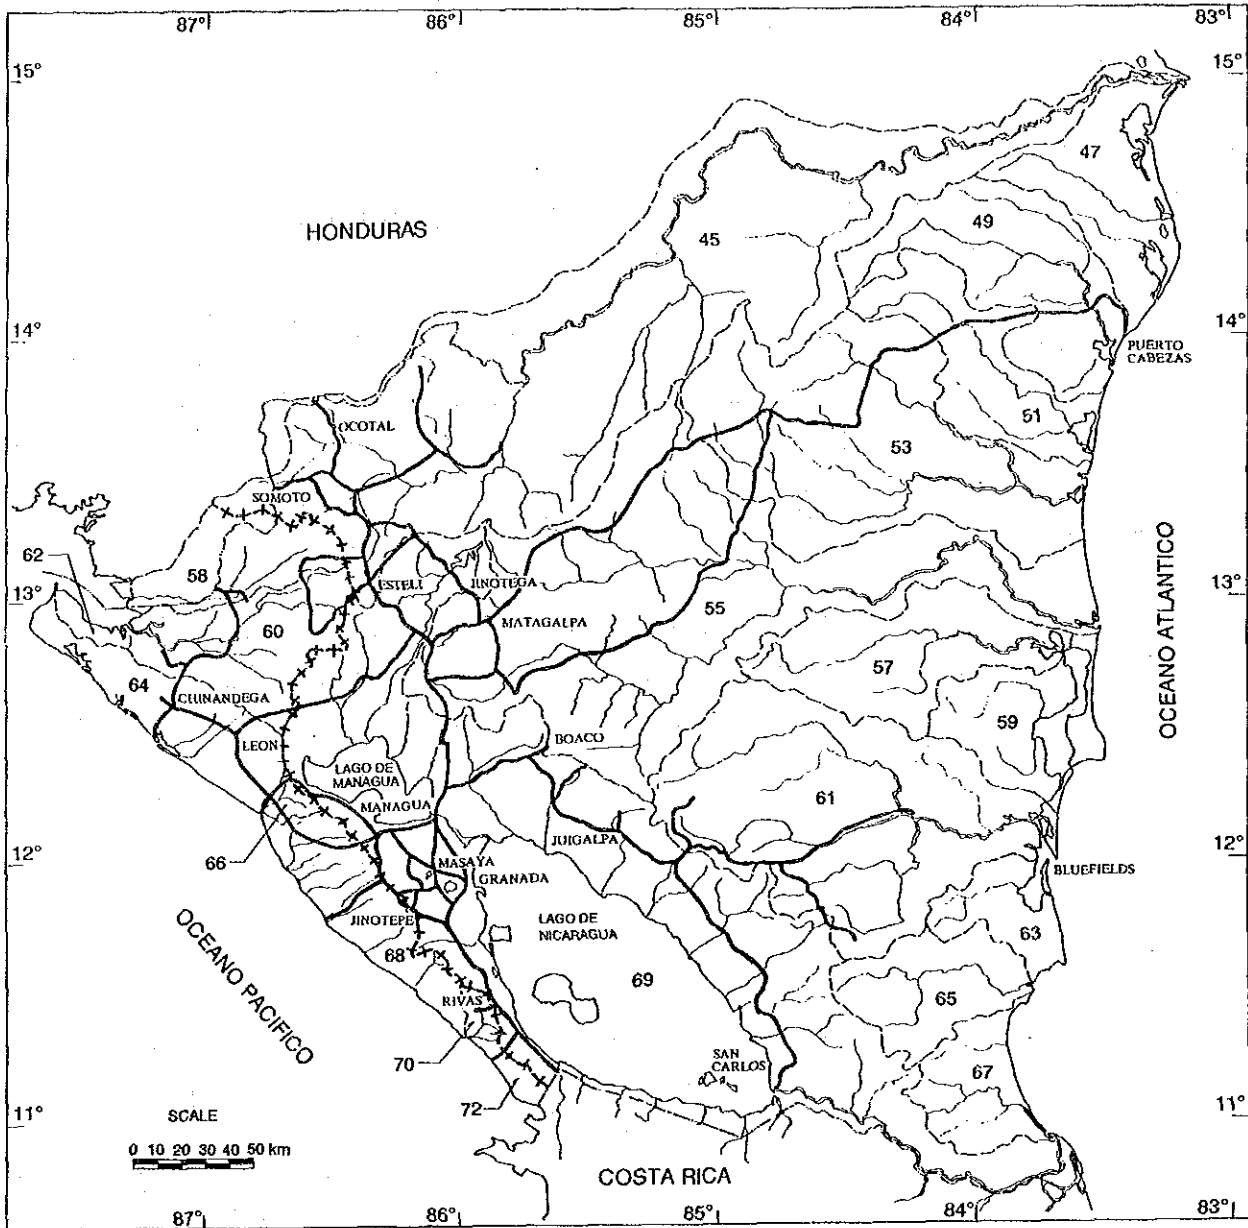 87° 86° 85° 84° 83°
15° 15°
47
HONDURAS
45
49
14° 14°
PUERTO
CABEZAS
OCOTAL
51
53
SOMOTO
62
58
ESTELI
JINOTEGA
13° 13°
60
MATAGALPA
55
57
64
CHINANDEGA
59
LEON
BOACO
OCEANO ATLANTICO
LAGO DE
MANAGUA
MANAGUA
61
66
JUIGALPA
12° 12°
MASAYA
GRANADA
BLUEFIELDS
JINOTEPE
LAGO DE
NICARAGUA
OCEANO PACIFICO
68
63
69
65
RIVAS
70
SAN
CARLOS
67
72
11° 11°
SCALE
0 10 20 30 40 50 km
COSTA RICA
87° 86° 85° 84° 83°